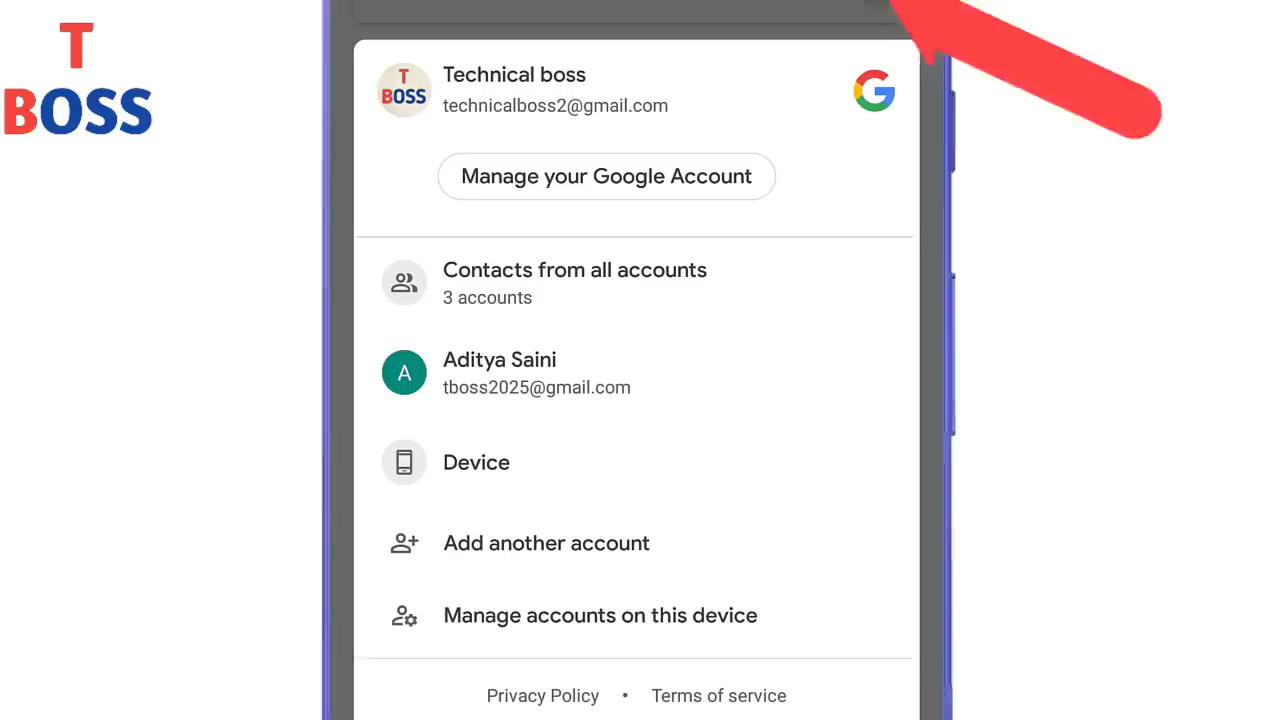 T
BOSS
T
BOSS
Technical boss
technicalboss2@gmail.com
Manage your Google Account
Contacts from all accounts
3 accounts
A
Aditya Saini
tboss2025@gmail.com
Device
Add another account
Manage accounts on this device
Privacy Policy • Terms of service